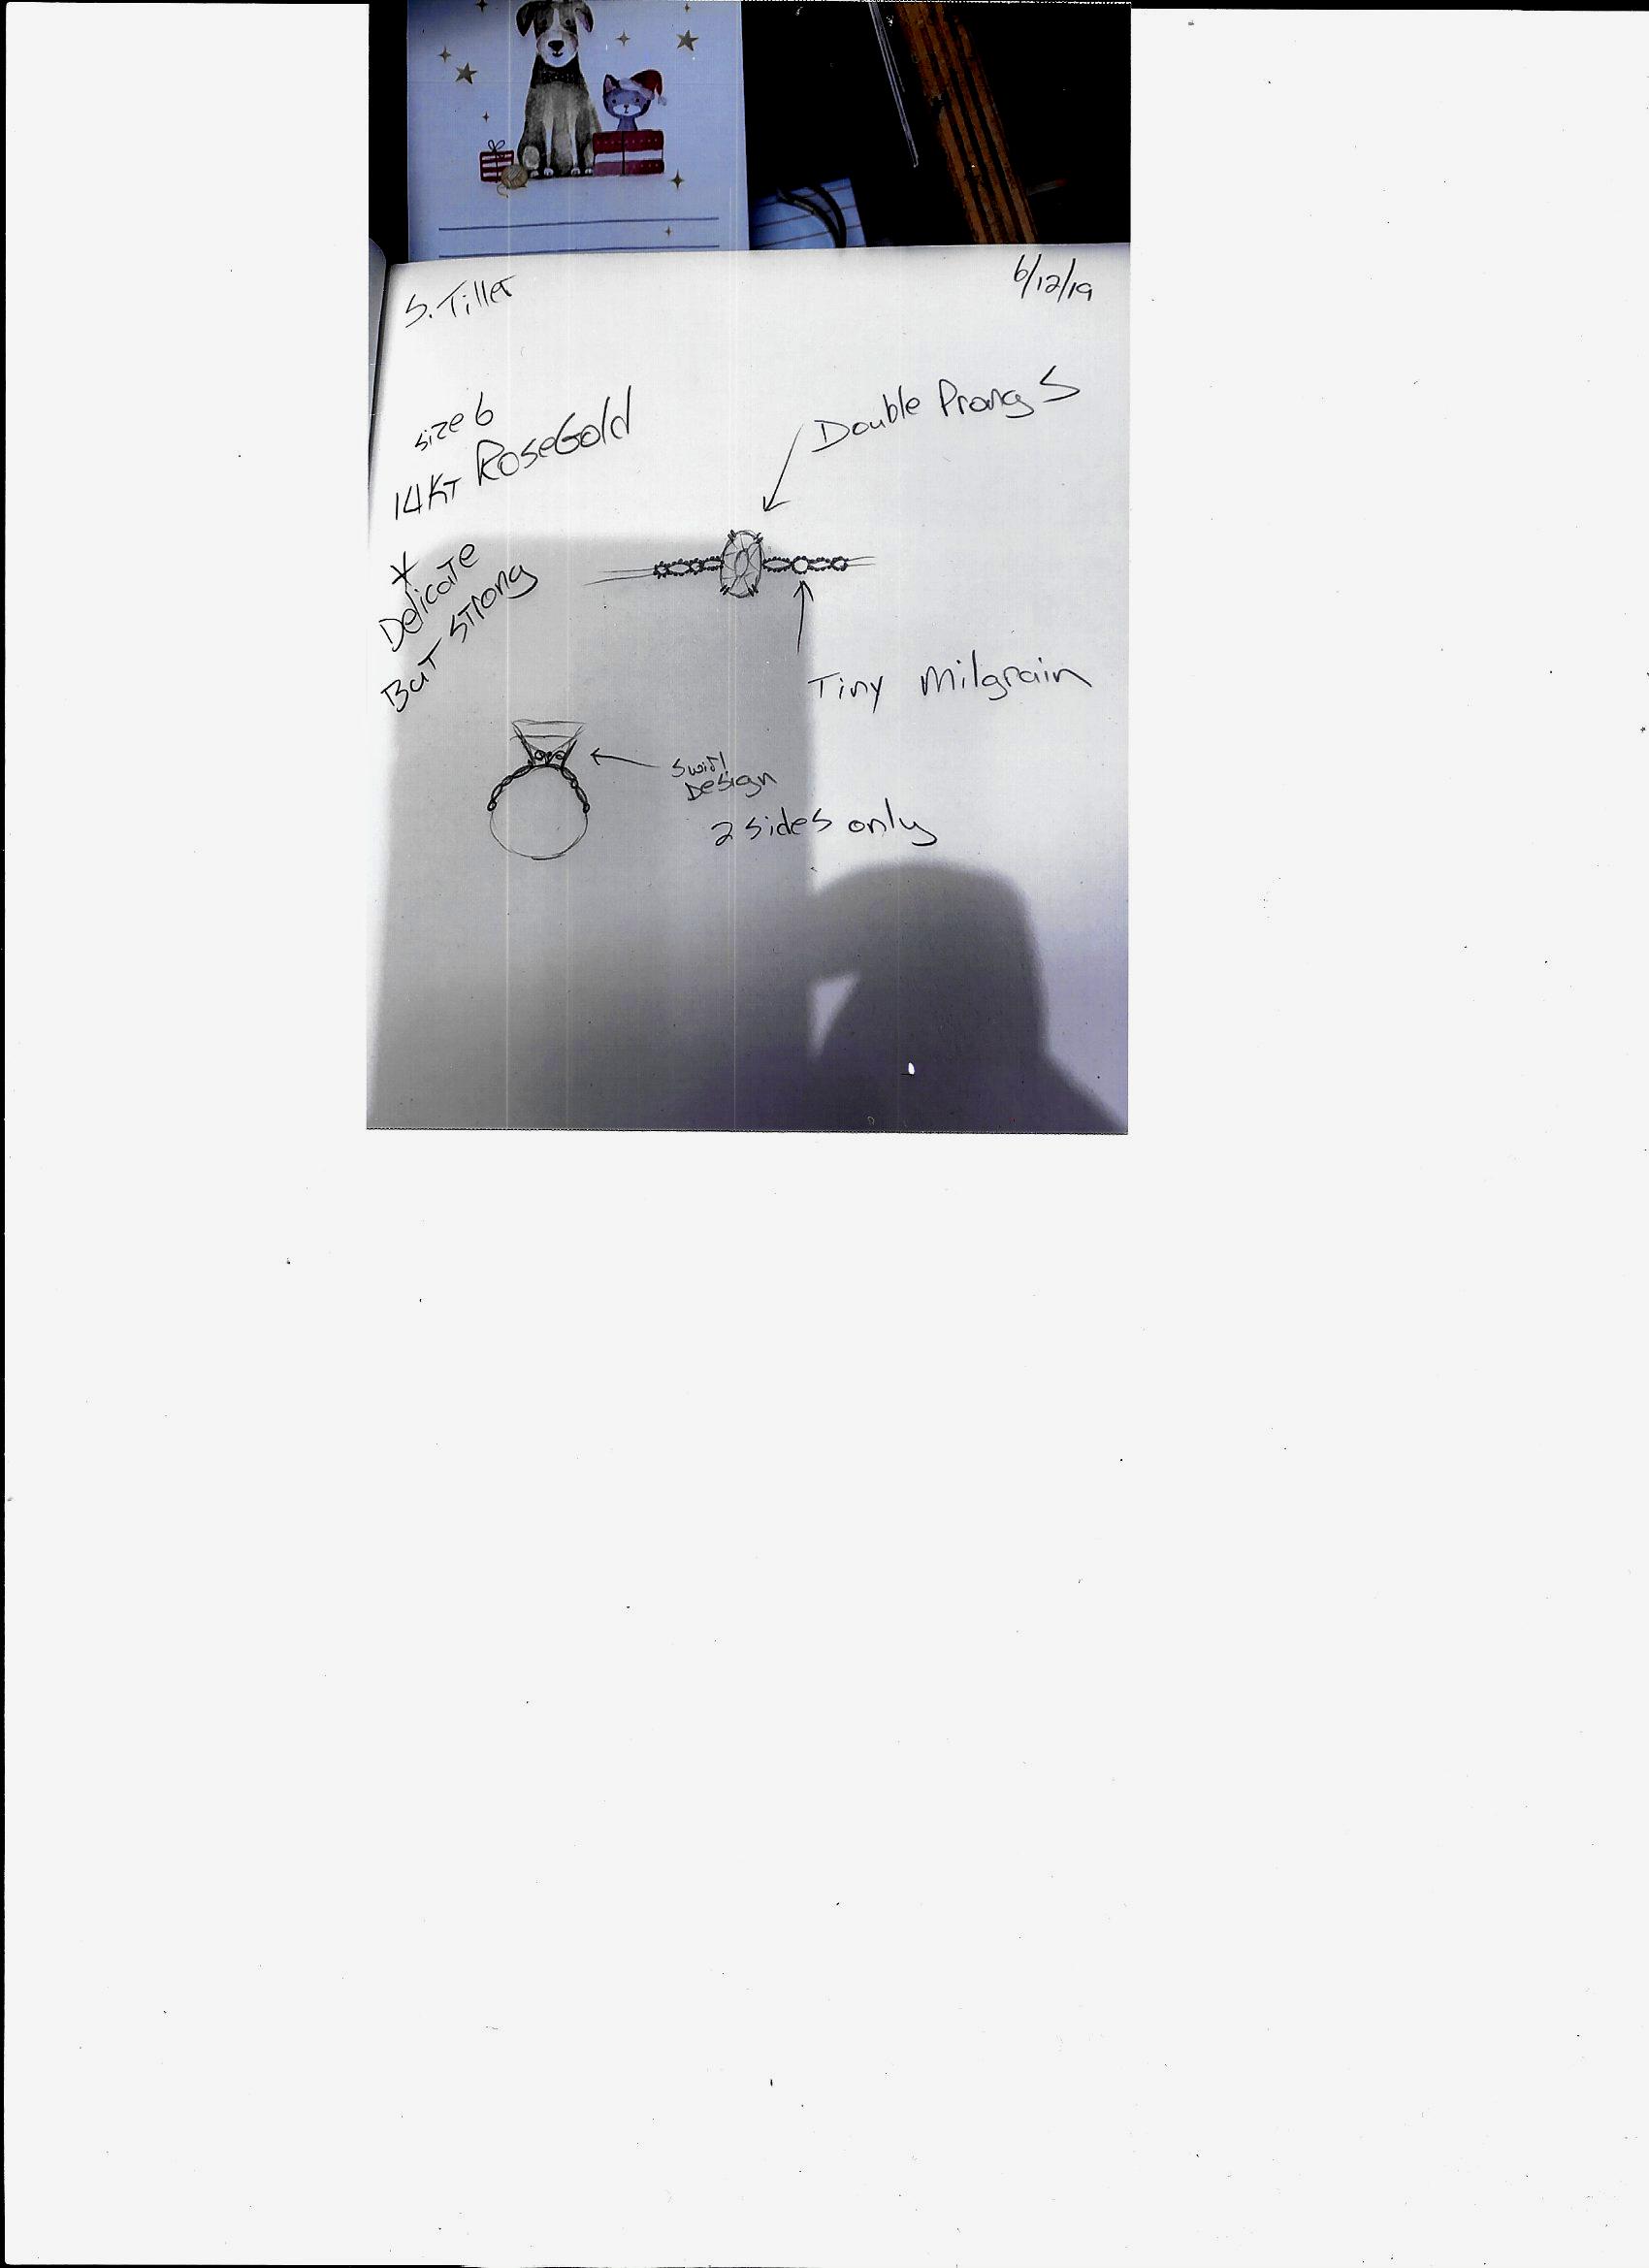 S. Tiller
6/12/19
size 6
14KT RoseGold
*
Delicate
But Strong
Double Prongs
Tiny Milgrain
Swirl
Design
2 sides only